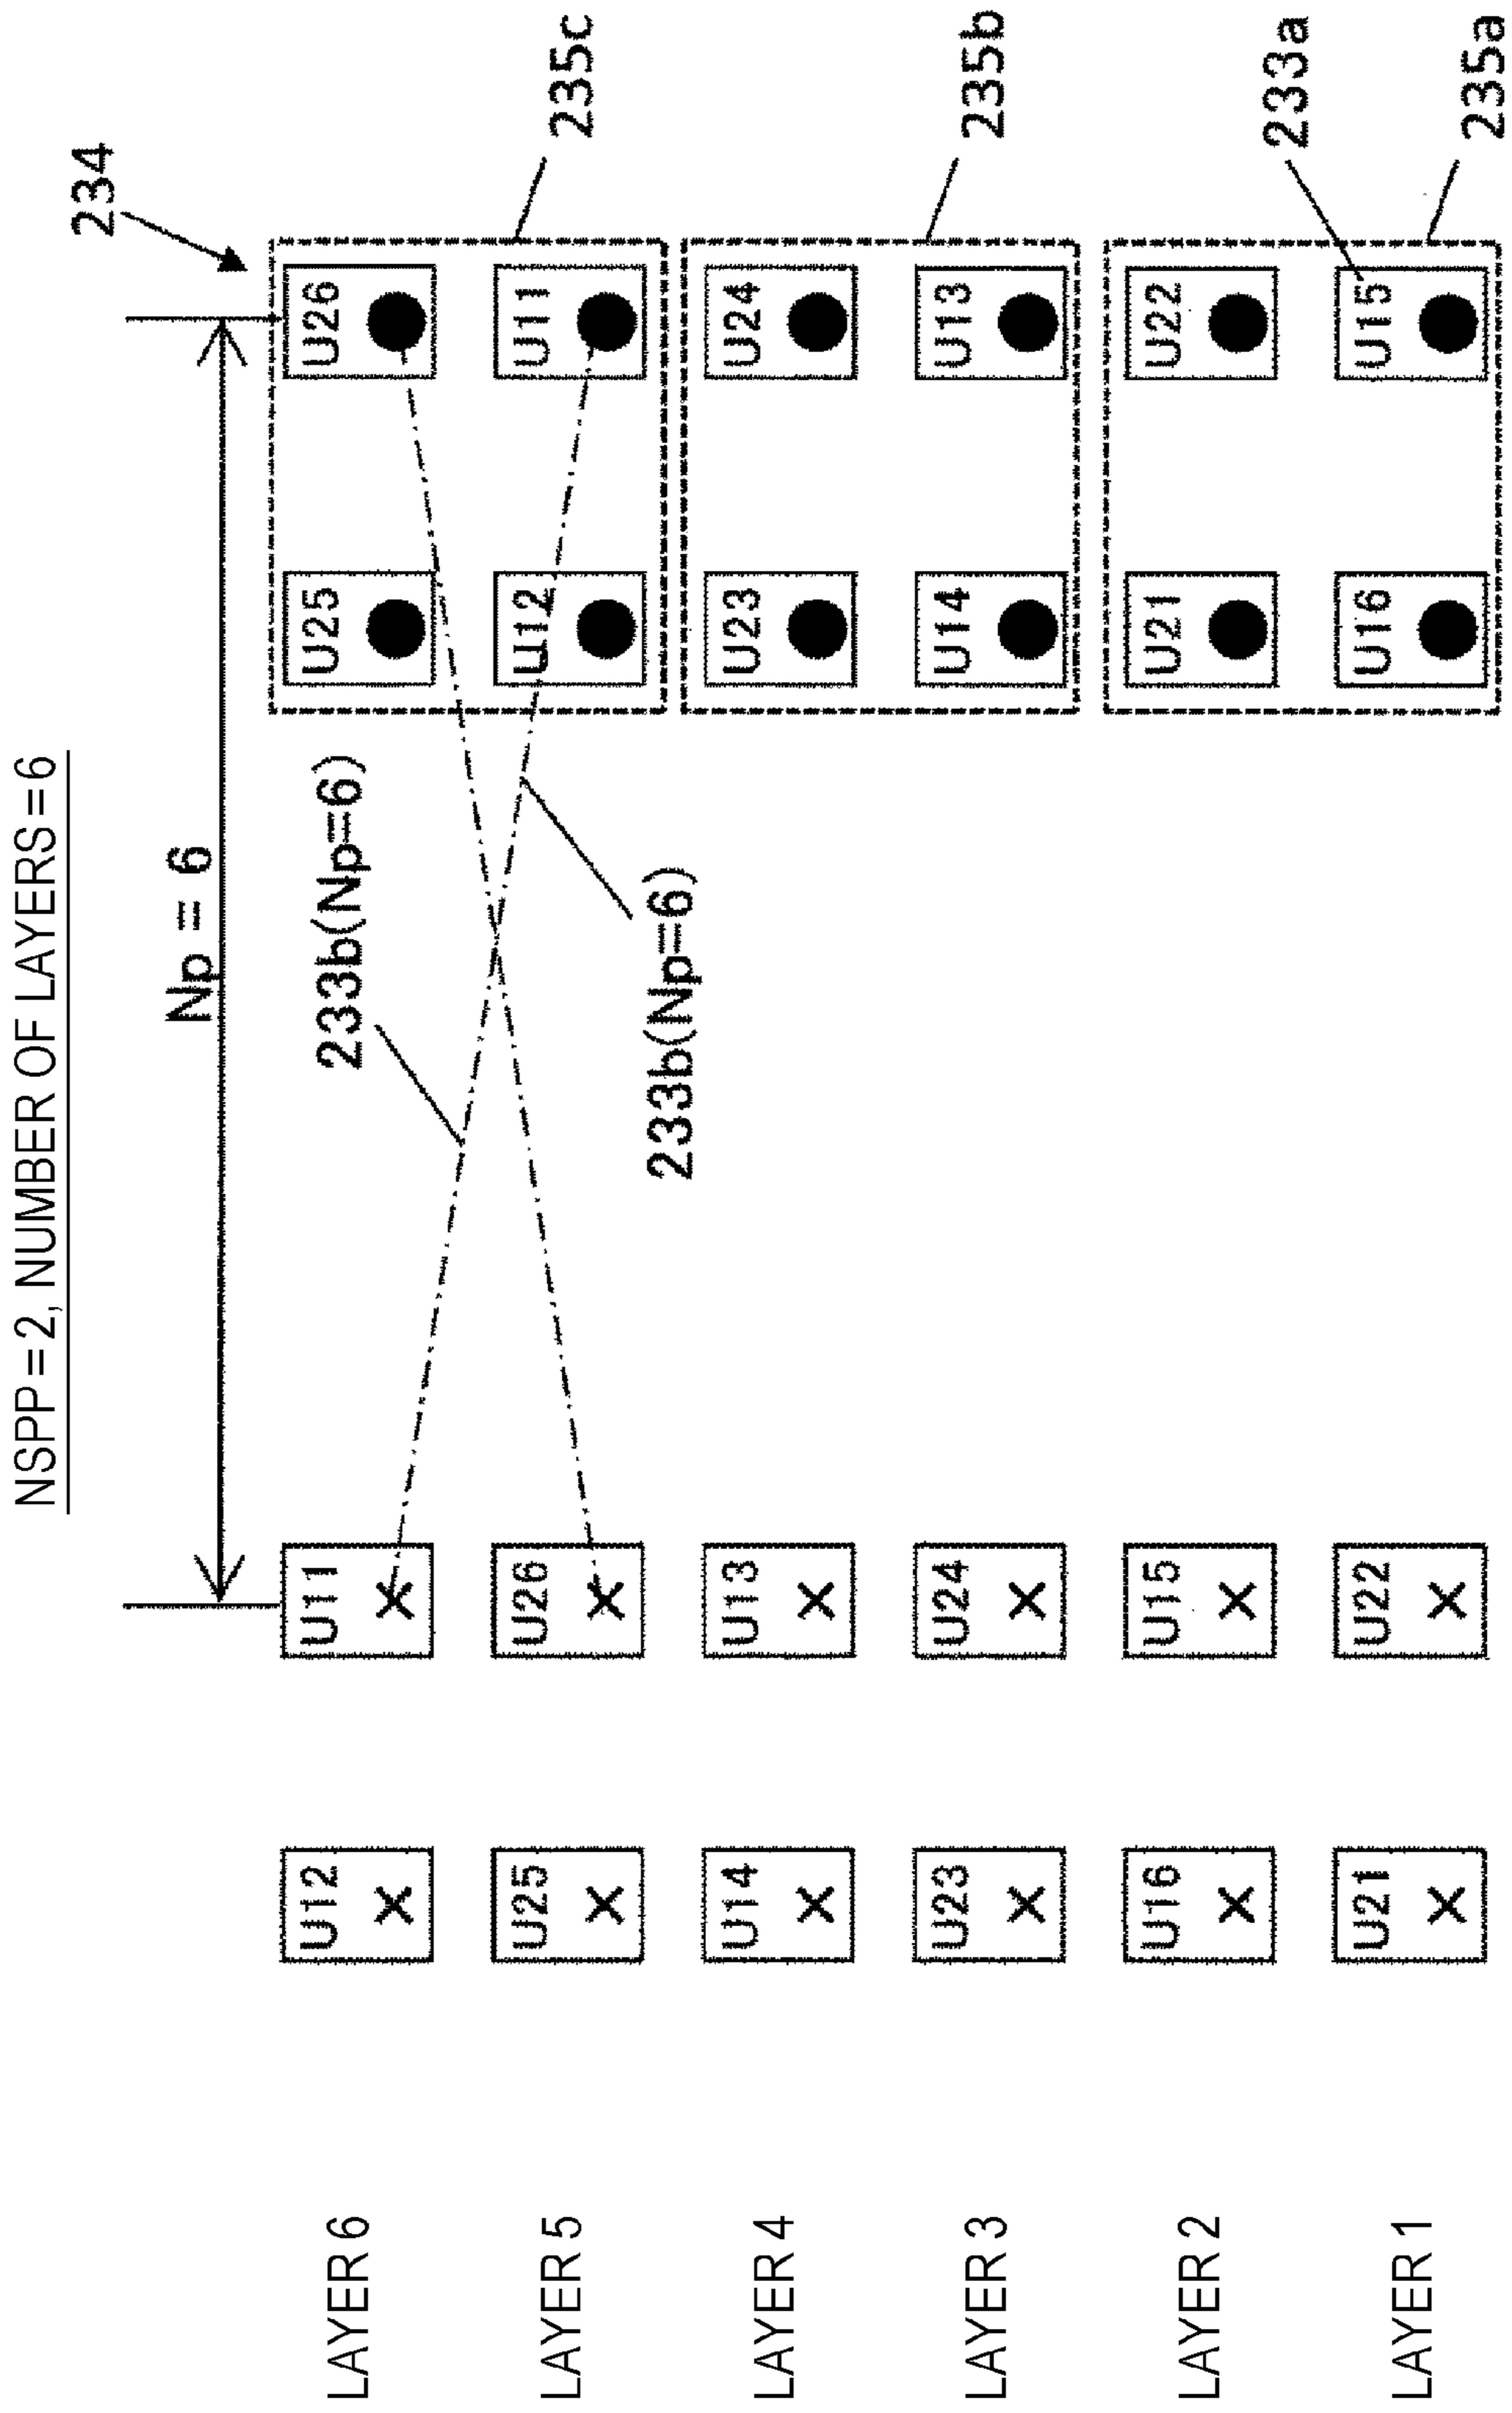 NSPP = 2, NUMBER OF LAYERS = 6
234
Np = 6
LAYER 6 U12 U11 233b(Np=6) U25 U26
LAYER 5 U25 U26 U12 U11 235c
233b(Np=6)
LAYER 4 U14 U13 U23 U24
LAYER 3 U23 U24 U14 U13 235b
LAYER 2 U16 U15 U21 U22
233a
LAYER 1 U21 U22 U16 U15
235a